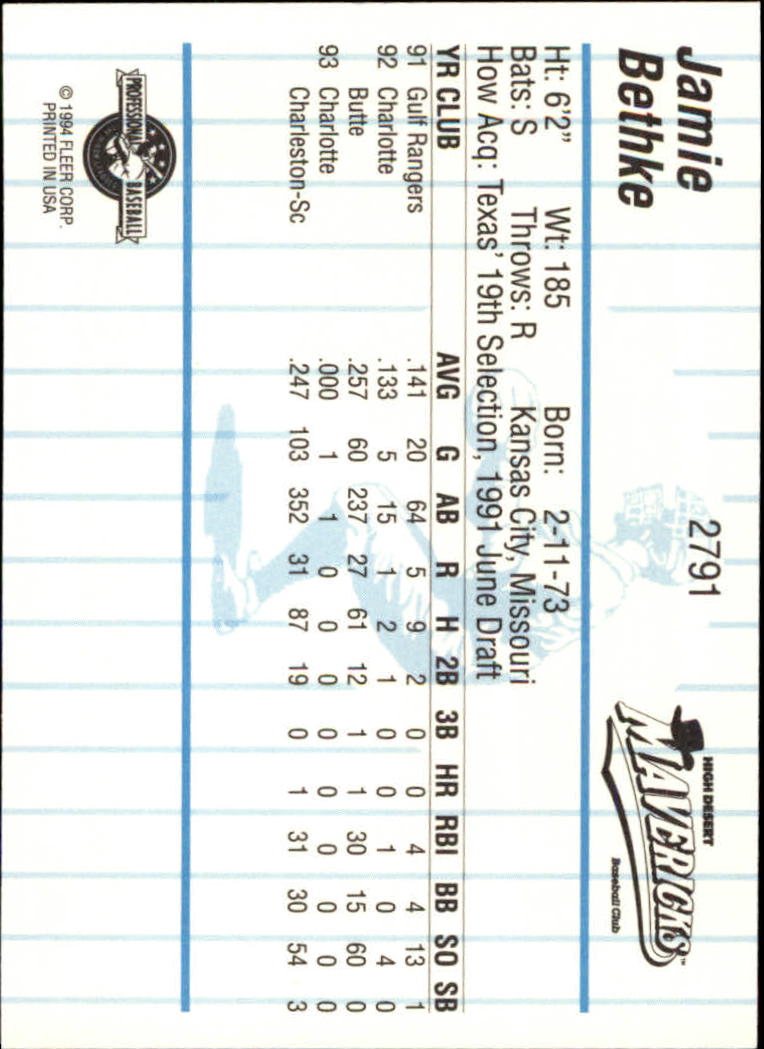 Jamie 2791
Bethke
HIGH DESERT
MAVERICKS™
Baseball Club
Ht: 6'2" Wt: 185 Born: 2-11-73
Bats: S Throws: R Kansas City, Missouri
How Acq: Texas' 19th Selection, 1991 June Draft
YR CLUB AVG G AB R H 2B 3B HR RBI BB SO SB
91 Gulf Rangers .141 20 64 5 9 2 0 0 4 4 13 1
92 Charlotte .133 5 15 1 2 1 0 0 1 0 4 0
Butte .257 60 237 27 61 12 1 1 30 15 60 0
93 Charlotte .000 1 1 0 0 0 0 0 0 0 0 0
Charleston-Sc .247 103 352 31 87 19 0 1 31 30 54 3
PROFESSIONAL BASEBALL
© 1994 FLEER CORP.
PRINTED IN USA